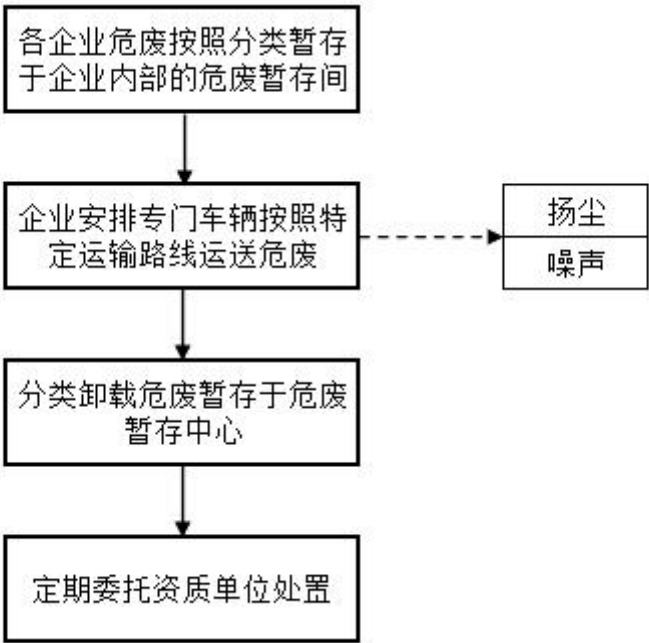 各企业危废按照分类暂存
于企业内部的危废暂存间
企业安排专门车辆按照特
定运输路线运送危废
扬尘
噪声
分类卸载危废暂存于危废
暂存中心
定期委托资质单位处置